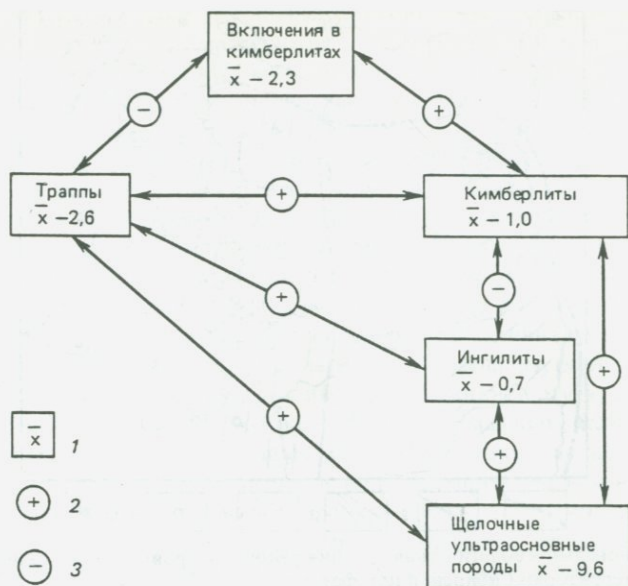 Включения в
кимберлитах
x̅ – 2,3
–
+
Траппы
x̅ –2,6
+
Кимберлиты
x̅ – 1,0
–
+
Ингилиты
x̅ – 0,7
+
+
+
Щелочные
ультраосновные
породы x̅ – 9,6
x̅ 1
+ 2
– 3